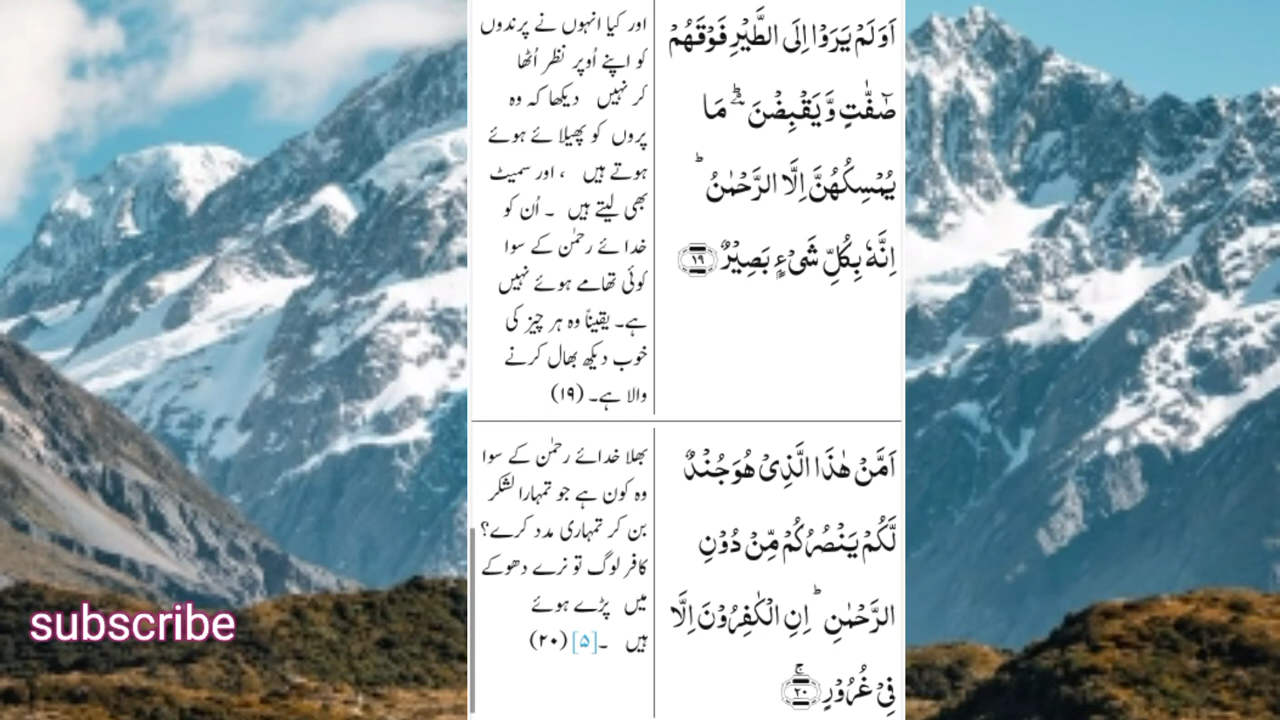 اَوَلَمْ يَرَوْا اِلَى الطَّيْرِ فَوْقَهُمْ
صٰٓفّٰتٍ وَّيَقْبِضْنَ ؔۘ مَا
يُمْسِكُهُنَّ اِلَّا الرَّحْمٰنُ ؕ
اِنَّهٗ بِكُلِّ شَىْءٍۭ بَصِيْرٌ ﴿۱۹﴾
اور کیا انہوں نے پرندوں
کو اپنے اُوپر نظر اُٹھا
کر نہیں دیکھا کہ وہ
پروں کو پھیلائے ہوئے
ہوتے ہیں ، اور سمیٹ
بھی لیتے ہیں ۔ اُن کو
خدائے رحمٰن کے سوا
کوئی تھامے ہوئے نہیں
ہے۔ یقیناً وہ ہر چیز کی
خوب دیکھ بھال کرنے
والا ہے۔ (۱۹)
اَمَّنْ هٰذَا الَّذِىْ هُوَ جُنْدٌ
لَّكُمْ يَنْصُرُكُمْ مِّنْ دُوْنِ
الرَّحْمٰنِ ؕ اِنِ الْكٰفِرُوْنَ اِلَّا
فِىْ غُرُوْرٍ ۚ ﴿۲۰﴾
بھلا خدائے رحمٰن کے سوا
وہ کون ہے جو تمہارا لشکر
بن کر تمہاری مدد کرے؟
کافر لوگ تو نرے دھوکے
میں پڑے ہوئے
ہیں ۔[۵] (۲۰)
subscribe